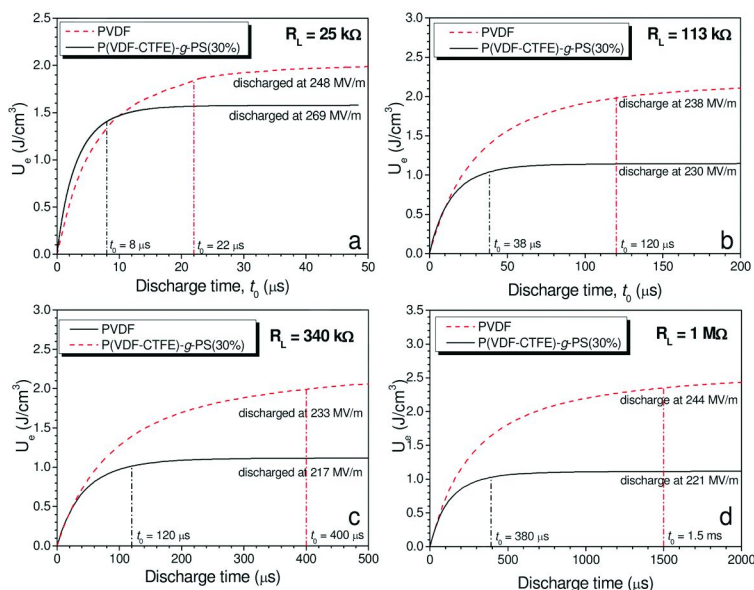 PVDF
P(VDF-CTFE)-g-PS(30%)
R_L = 25 kΩ
2.5
2.0
1.5
1.0
0.5
0.0
U_e (J/cm³)
discharged at 248 MV/m
discharged at 269 MV/m
t₀ = 8 μs
t₀ = 22 μs
a
0 10 20 30 40 50
Discharge time, t₀ (μs)
PVDF
P(VDF-CTFE)-g-PS(30%)
R_L = 113 kΩ
3.0
2.5
2.0
1.5
1.0
0.5
0.0
U_e (J/cm³)
discharge at 238 MV/m
discharge at 230 MV/m
t₀ = 38 μs
t₀ = 120 μs
b
0 50 100 150 200
Discharge time, t₀ (μs)
PVDF
P(VDF-CTFE)-g-PS(30%)
R_L = 340 kΩ
3.0
2.5
2.0
1.5
1.0
0.5
0.0
U_e (J/cm³)
discharged at 233 MV/m
discharged at 217 MV/m
t₀ = 120 μs
t₀ = 400 μs
c
0 100 200 300 400 500
Discharge time (μs)
PVDF
P(VDF-CTFE)-g-PS(30%)
R_L = 1 MΩ
3.5
3.0
2.5
2.0
1.5
1.0
0.5
0.0
U_e (J/cm³)
discharge at 244 MV/m
discharge at 221 MV/m
t₀ = 380 μs
t₀ = 1.5 ms
d
0 500 1000 1500 2000
Discharge time (μs)